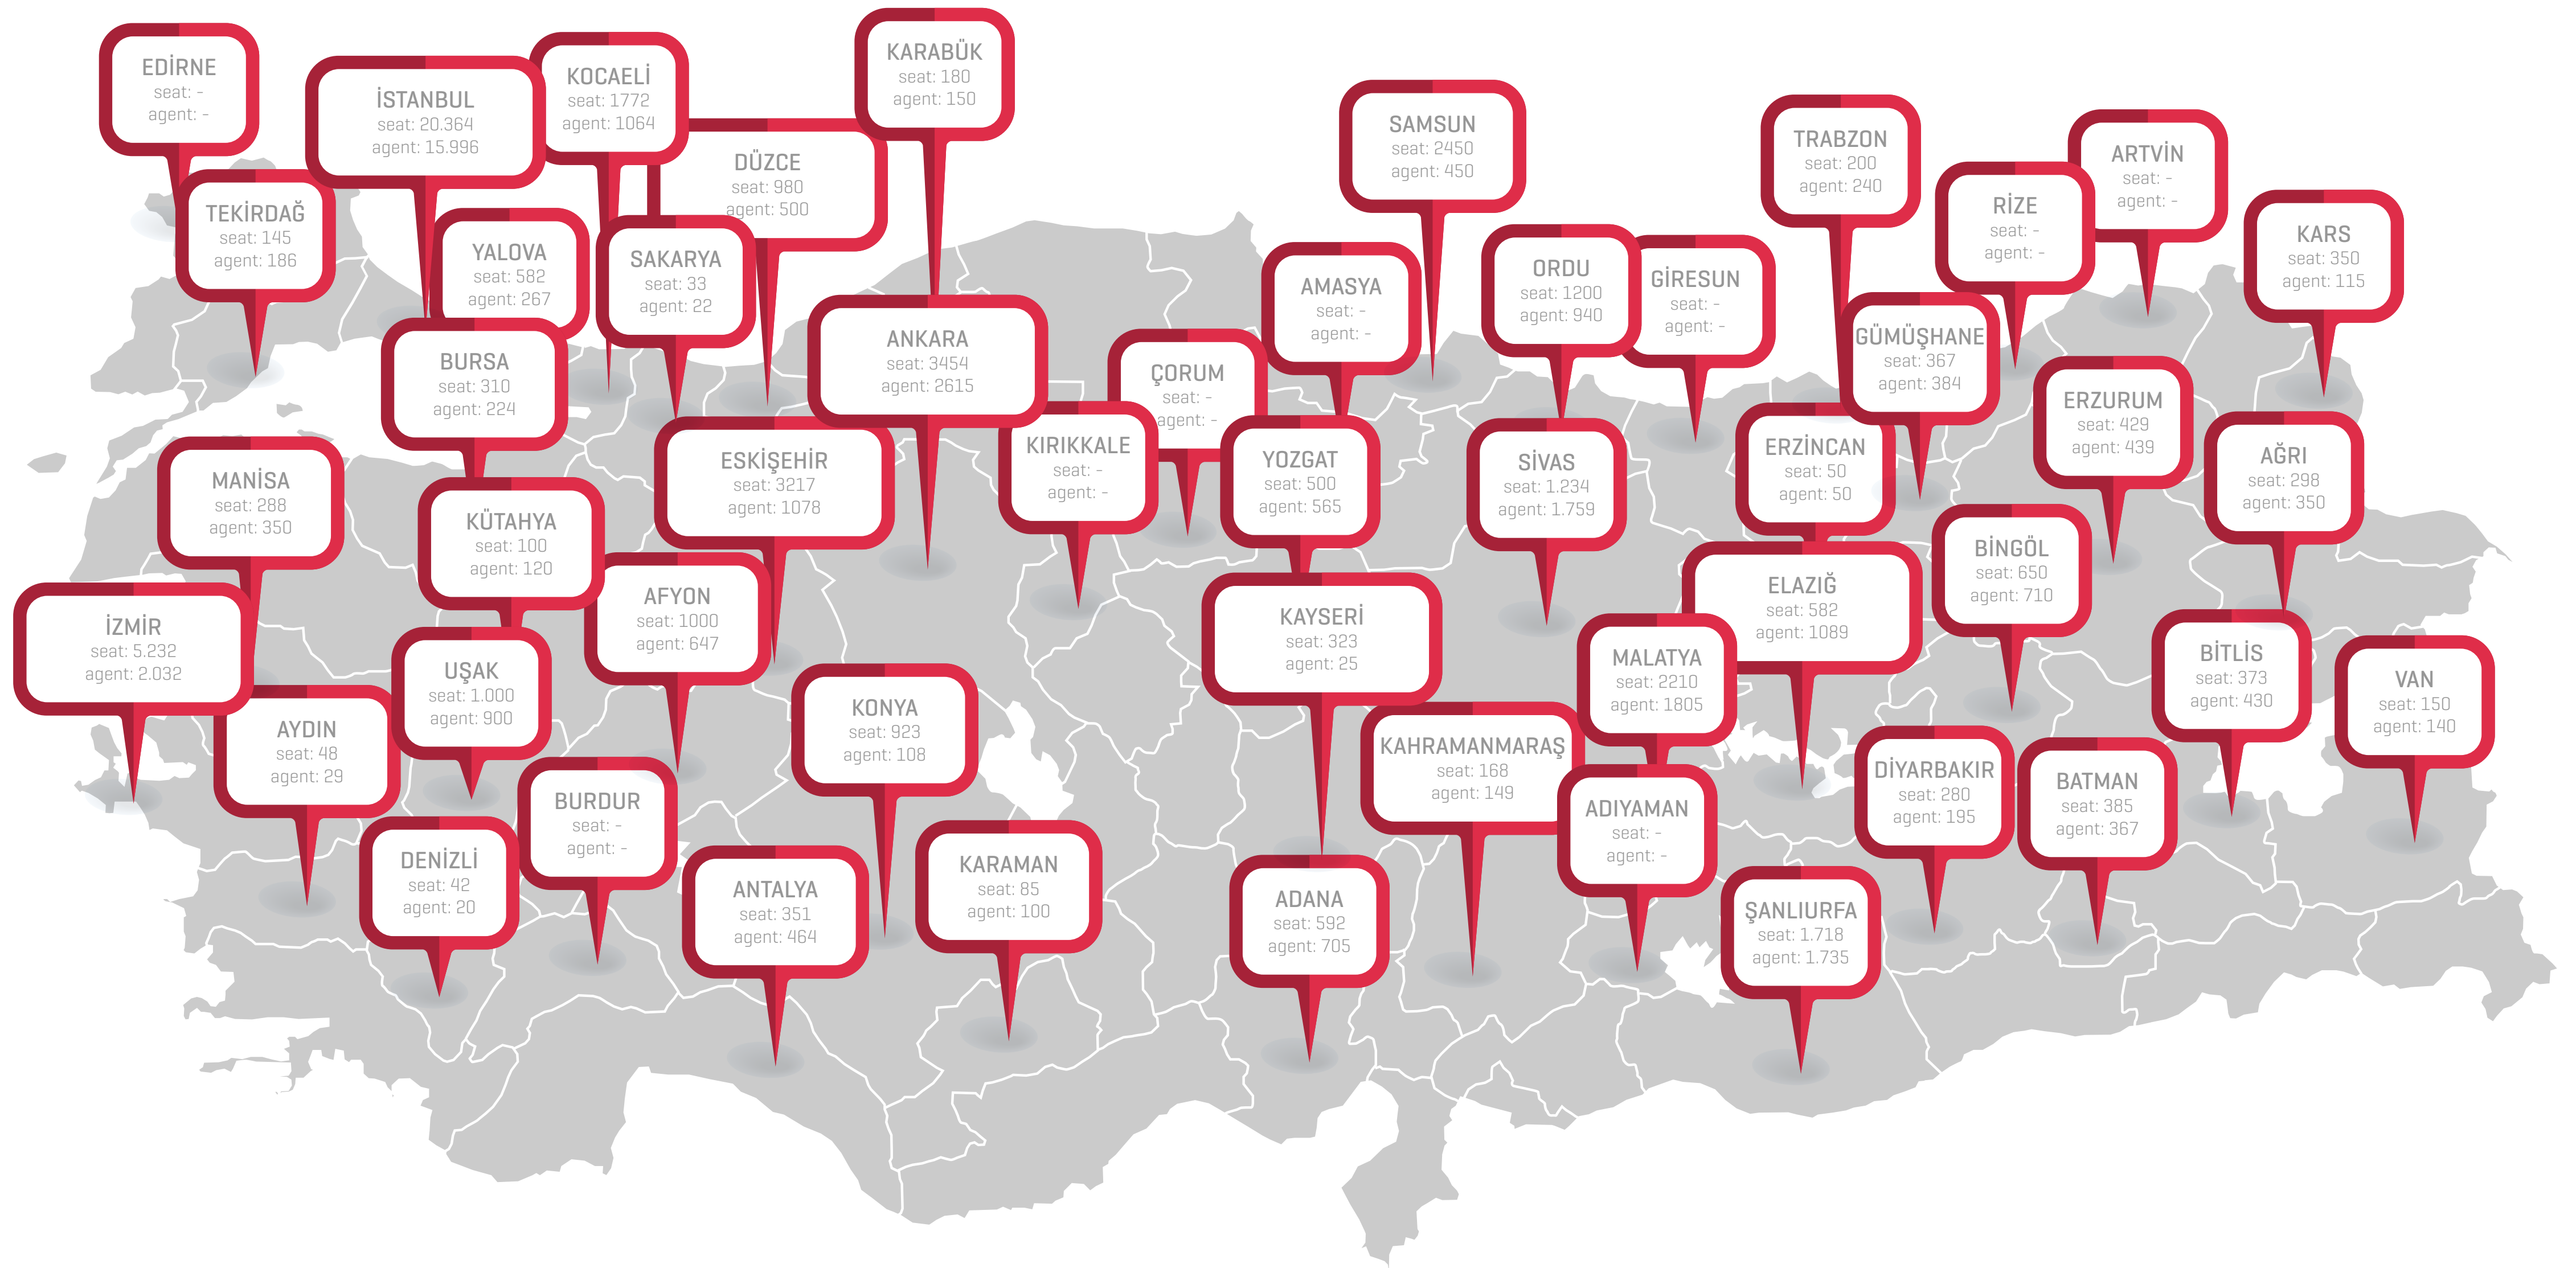 EDİRNE
seat: -
agent: -
İSTANBUL
seat: 20.364
agent: 15.996
KOCAELİ
seat: 1772
agent: 1064
KARABÜK
seat: 180
agent: 150
DÜZCE
seat: 980
agent: 500
SAMSUN
seat: 2450
agent: 450
TRABZON
seat: 200
agent: 240
ARTVİN
seat: -
agent: -
RİZE
seat: -
agent: -
KARS
seat: 350
agent: 115
TEKİRDAĞ
seat: 145
agent: 186
YALOVA
seat: 582
agent: 267
SAKARYA
seat: 33
agent: 22
AMASYA
seat: -
agent: -
ORDU
seat: 1200
agent: 940
GİRESUN
seat: -
agent: -
GÜMÜŞHANE
seat: 367
agent: 384
BURSA
seat: 310
agent: 224
ANKARA
seat: 3454
agent: 2615
ÇORUM
seat: -
agent: -
ERZURUM
seat: 429
agent: 439
MANİSA
seat: 288
agent: 350
ESKİŞEHİR
seat: 3217
agent: 1078
KIRIKKALE
seat: -
agent: -
YOZGAT
seat: 500
agent: 565
SİVAS
seat: 1.234
agent: 1.759
ERZİNCAN
seat: 50
agent: 50
AĞRI
seat: 298
agent: 350
KÜTAHYA
seat: 100
agent: 120
BİNGÖL
seat: 650
agent: 710
İZMİR
seat: 5.232
agent: 2.032
AFYON
seat: 1000
agent: 647
KAYSERİ
seat: 323
agent: 25
ELAZIĞ
seat: 582
agent: 1089
UŞAK
seat: 1.000
agent: 900
MALATYA
seat: 2210
agent: 1805
BİTLİS
seat: 373
agent: 430
VAN
seat: 150
agent: 140
AYDIN
seat: 48
agent: 29
KONYA
seat: 923
agent: 108
KAHRAMANMARAŞ
seat: 168
agent: 149
DİYARBAKIR
seat: 280
agent: 195
BATMAN
seat: 385
agent: 367
BURDUR
seat: -
agent: -
ADIYAMAN
seat: -
agent: -
DENİZLİ
seat: 42
agent: 20
ANTALYA
seat: 351
agent: 464
KARAMAN
seat: 85
agent: 100
ADANA
seat: 592
agent: 705
ŞANLIURFA
seat: 1.718
agent: 1.735